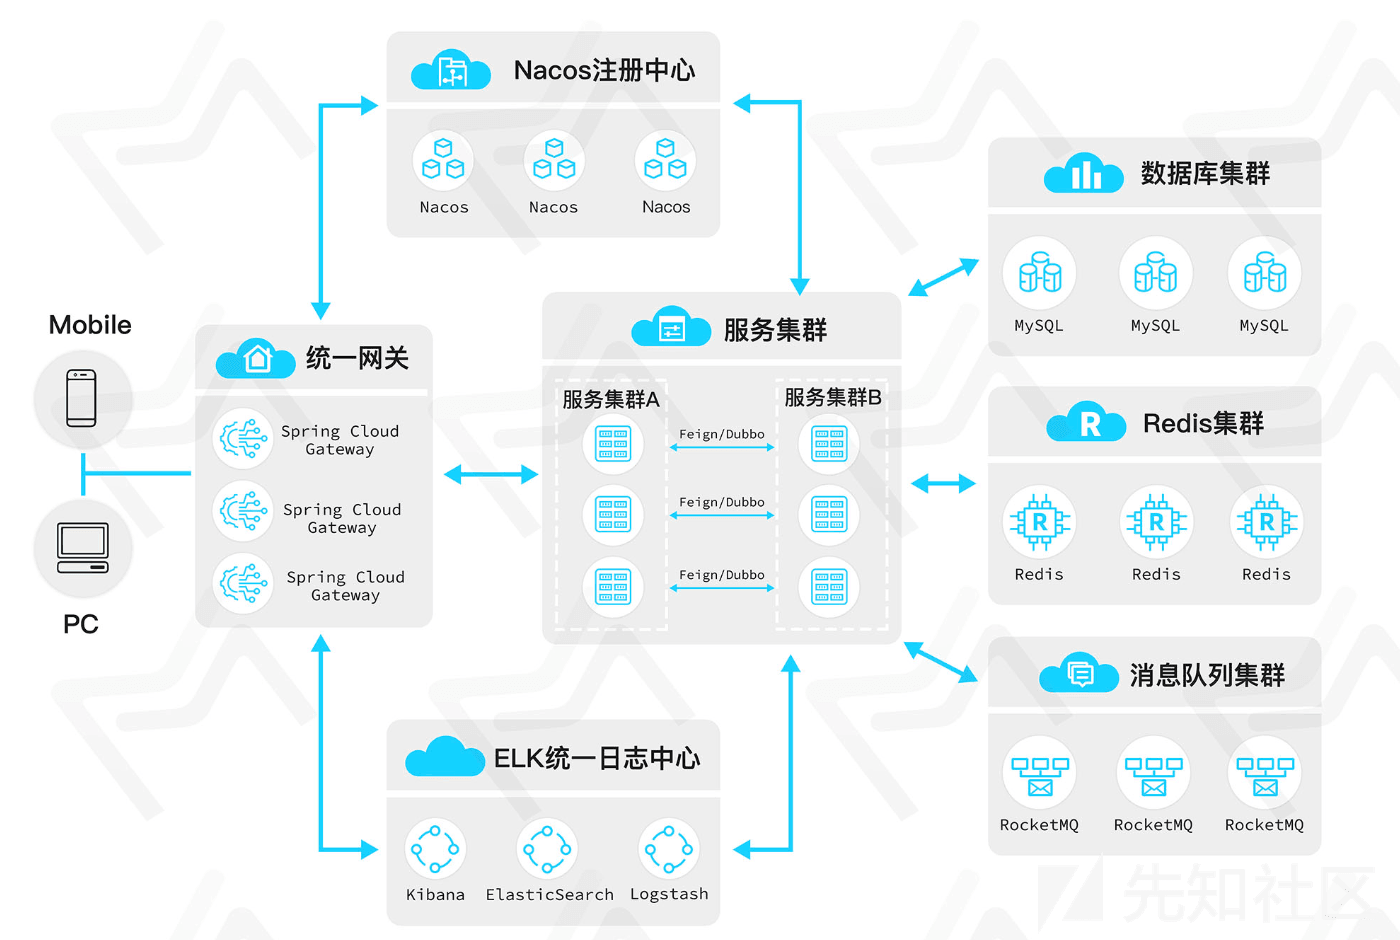 Nacos注册中心
Nacos
Nacos
Nacos
数据库集群
MySQL
MySQL
MySQL
Mobile
PC
统一网关
Spring Cloud
Gateway
Spring Cloud
Gateway
Spring Cloud
Gateway
服务集群
服务集群A
服务集群B
Feign/Dubbo
Feign/Dubbo
Feign/Dubbo
R
Redis集群
R
R
R
Redis
Redis
Redis
消息队列集群
RocketMQ
RocketMQ
RocketMQ
ELK统一日志中心
Kibana
ElasticSearch
Logstash
先知社区